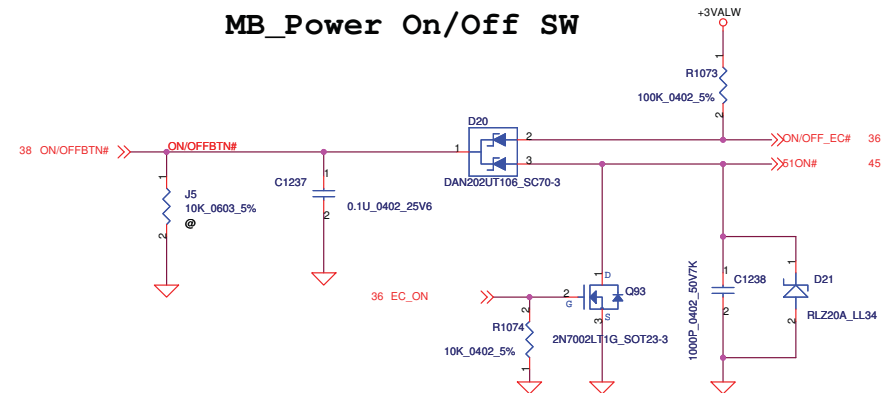 MB_Power On/Off SW
+3VALW
1
R1073
100K_0402_5%
2
D20
38 ON/OFFBTN#
ON/OFFBTN#
1
2
3
ON/OFF_EC# 36
51ON# 45
DAN202UT106_SC70-3
1
J5
10K_0603_5%
@
2
C1237
1
0.1U_0402_25V6
2
36 EC_ON
2
G
1
D
Q93
S
3
2N7002LT1G_SOT23-3
2
R1074
10K_0402_5%
1
1
C1238
2
1000P_0402_50V7K
1
D21
2
RLZ20A_LL34